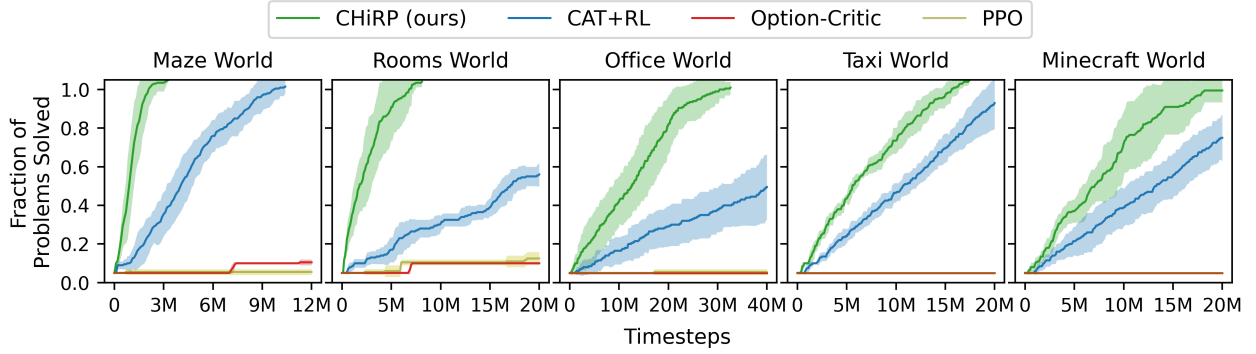 CHiRP (ours) CAT+RL Option-Critic PPO
Maze World Rooms World Office World Taxi World Minecraft World
Fraction of
Problems Solved
1.0
0.8
0.6
0.4
0.2
0.0
0 3M 6M 9M 12M 0 5M 10M 15M 20M 0 10M 20M 30M 40M 0 5M 10M 15M 20M 0 5M 10M 15M 20M
Timesteps